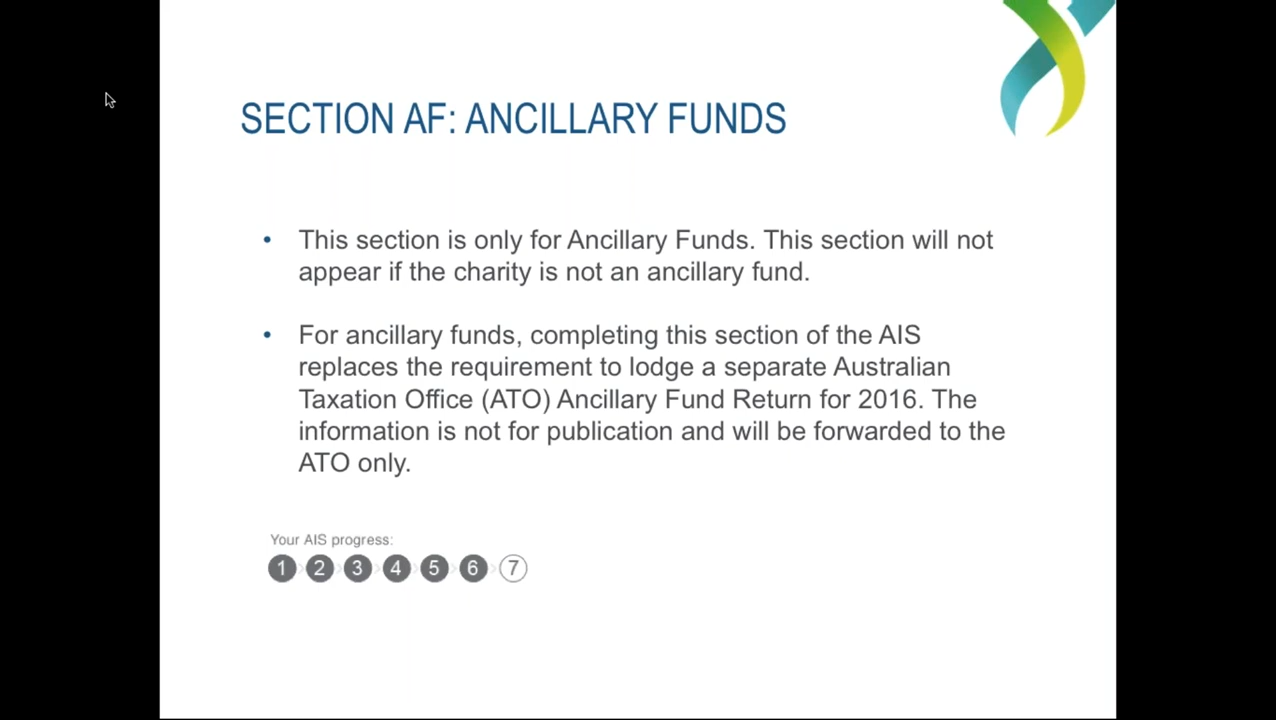 SECTION AF: ANCILLARY FUNDS
• This section is only for Ancillary Funds. This section will not
appear if the charity is not an ancillary fund.
• For ancillary funds, completing this section of the AIS
replaces the requirement to lodge a separate Australian
Taxation Office (ATO) Ancillary Fund Return for 2016. The
information is not for publication and will be forwarded to the
ATO only.
Your AIS progress:
1 2 3 4 5 6 7